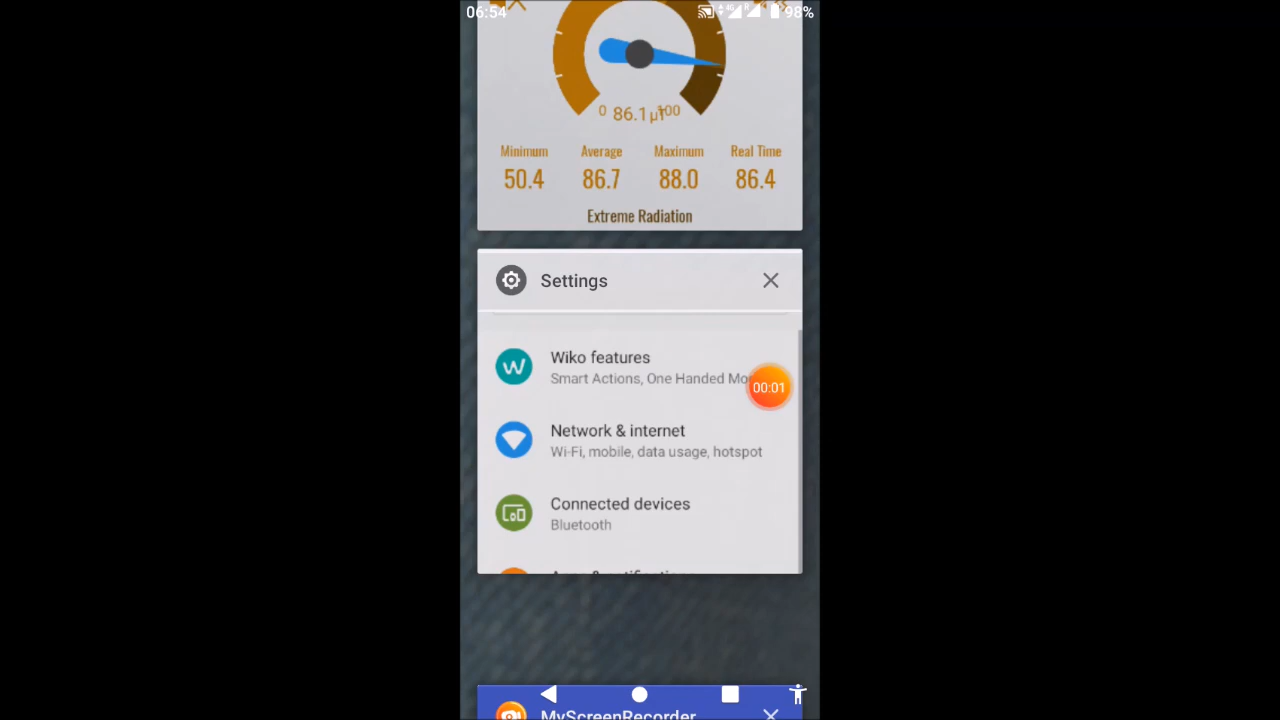 06:54
4G R 98%
0 86.1 μT 100
Minimum Average Maximum Real Time
50.4 86.7 88.0 86.4
Extreme Radiation
Settings
Wiko features
Smart Actions, One Handed
00:01
Network & internet
Wi-Fi, mobile, data usage, hotspot
Connected devices
Bluetooth
MyScreenRecorder